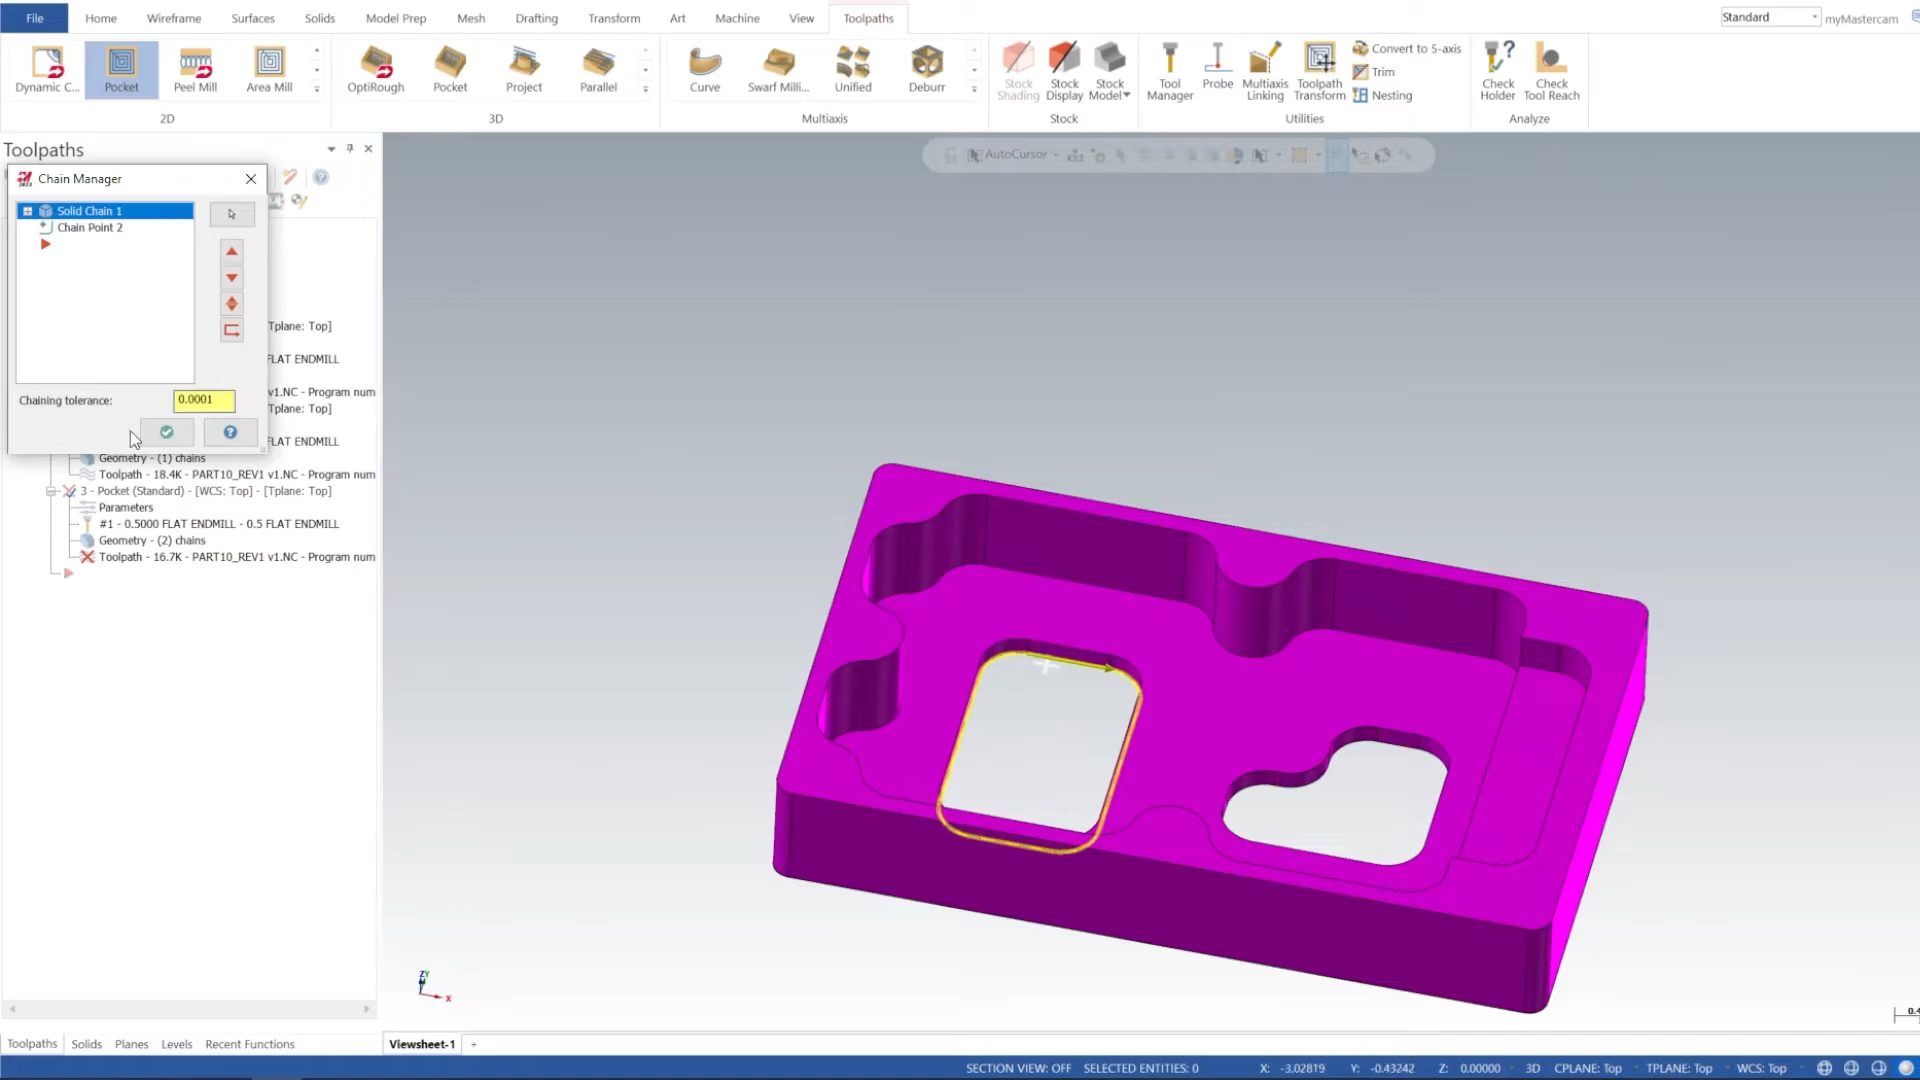 File Home Wireframe Surfaces Solids Model Prep Mesh Drafting Transform Art Machine View Toolpaths Standard myMastercam
Dynamic C... Pocket Peel Mill Area Mill OptiRough Pocket Project Parallel Curve Swarf Milli... Unified Deburr
Stock Shading Stock Display Stock Model Tool Manager Probe Multiaxis Linking Toolpath Transform
Convert to 5-axis
Trim
Nesting
Check Holder Check Tool Reach
2D 3D Multiaxis Stock Utilities Analyze
Toolpaths
AutoCursor
Chain Manager
Solid Chain 1
Chain Point 2
Tplane: Top]
FLAT ENDMILL
v1.NC - Program num
Chaining tolerance: 0.0001
Tplane: Top]
FLAT ENDMILL
Geometry - (1) chains
Toolpath - 18.4K - PART10_REV1 v1.NC - Program num
3 - Pocket (Standard) - [WCS: Top] - [Tplane: Top]
Parameters
#1 - 0.5000 FLAT ENDMILL - 0.5 FLAT ENDMILL
Geometry - (2) chains
Toolpath - 16.7K - PART10_REV1 v1.NC - Program num
X
0.4
Toolpaths Solids Planes Levels Recent Functions Viewsheet-1 +
SECTION VIEW: OFF SELECTED ENTITIES: 0 X: -3.02819 Y: -0.43242 Z: 0.00000 3D CPLANE: Top TPLANE: Top WCS: Top